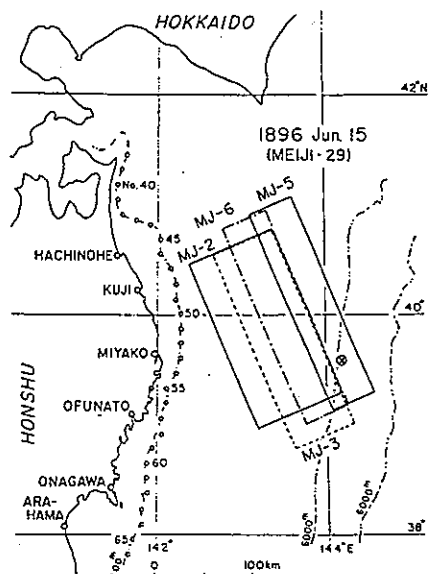 HOKKAIDO
42°N
1896 Jun. 15
(MEIJI-29)
MJ-5
MJ-6
MJ-2
No. 40
45
HACHINOHE
KUJI
40°
50
MIYAKO
55
OFUNATO
HONSHU
MJ-3
60
ONAGAWA
ARA-
HAMA
6000m
6000m
38°
65
142°
144°E
0 100km